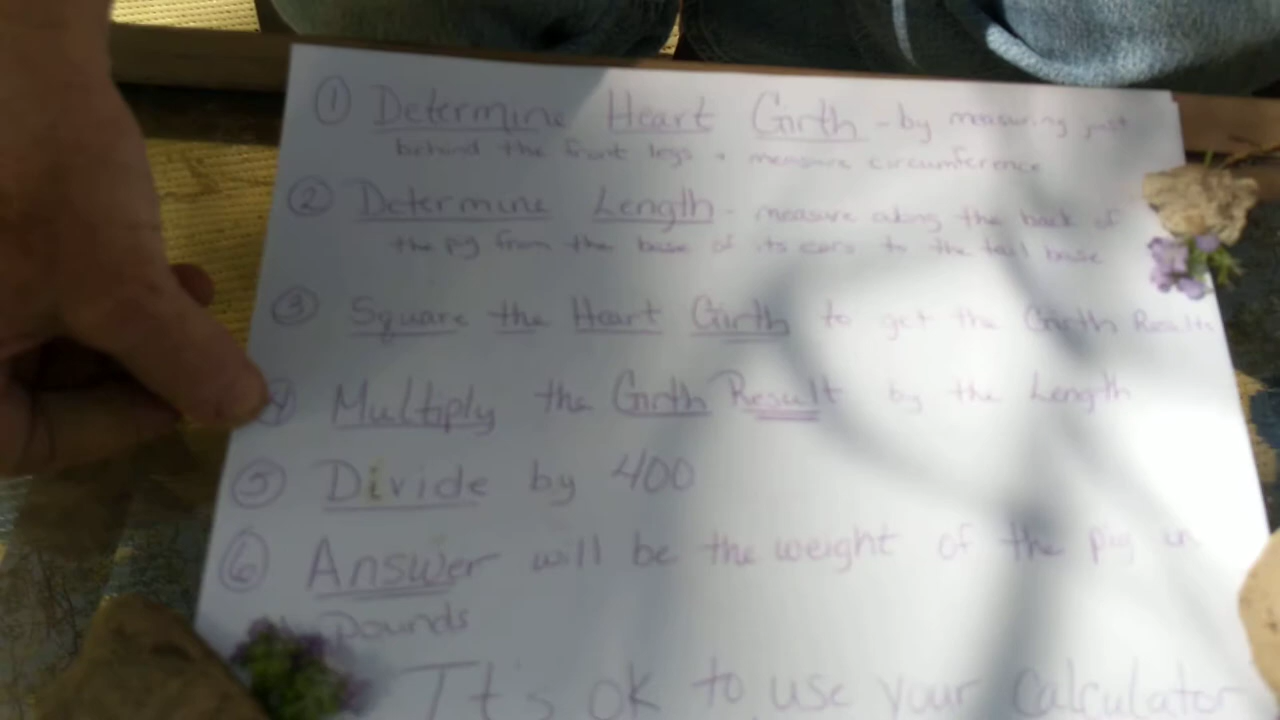 ① Determine Heart Girth - by measuring just
behind the front legs + measure circumference
② Determine Length - measure along the back of
the pig from the base of its ears to the tail base
③ Square the Heart Girth to get the Girth Results
④ Multiply the Girth Result by the Length
⑤ Divide by 400
⑥ Answer will be the weight of the pig in
pounds
It's ok to use your calculator